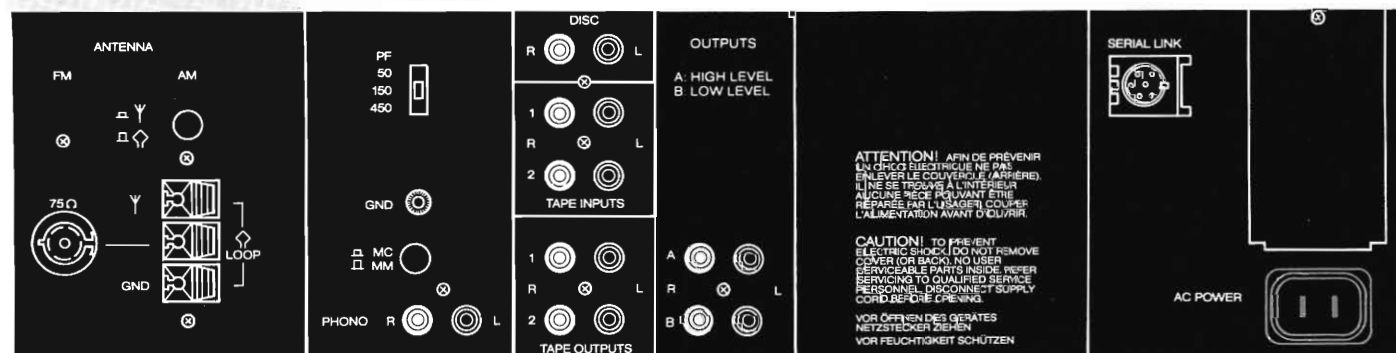 ANTENNA
FM AM
75Ω
LOOP
GND
PF
50
150
450
GND
MC
MM
PHONO R L
DISC
R L
1
R L
2
TAPE INPUTS
1
R L
2
TAPE OUTPUTS
OUTPUTS
A: HIGH LEVEL
B: LOW LEVEL
A
R L
B
ATTENTION! AFIN DE PRÉVENIR
UN CHOC ÉLECTRIQUE NE PAS
ENLEVER LE COUVERCLE (ARRIÈRE).
IL NE SE TROUVE À L'INTÉRIEUR
AUCUNE PIÈCE POUVANT ÊTRE
RÉPARÉE PAR L'USAGER. COUPER
L'ALIMENTATION AVANT D'OUVRIR.
CAUTION! TO PREVENT
ELECTRIC SHOCK, DO NOT REMOVE
COVER (OR BACK). NO USER
SERVICEABLE PARTS INSIDE. REFER
SERVICING TO QUALIFIED SERVICE
PERSONNEL. DISCONNECT SUPPLY
CORD BEFORE OPENING.
VOR ÖFFNEN DES GERÄTES
NETZSTECKER ZIEHEN
VOR FEUCHTIGKEIT SCHÜTZEN
SERIAL LINK
AC POWER